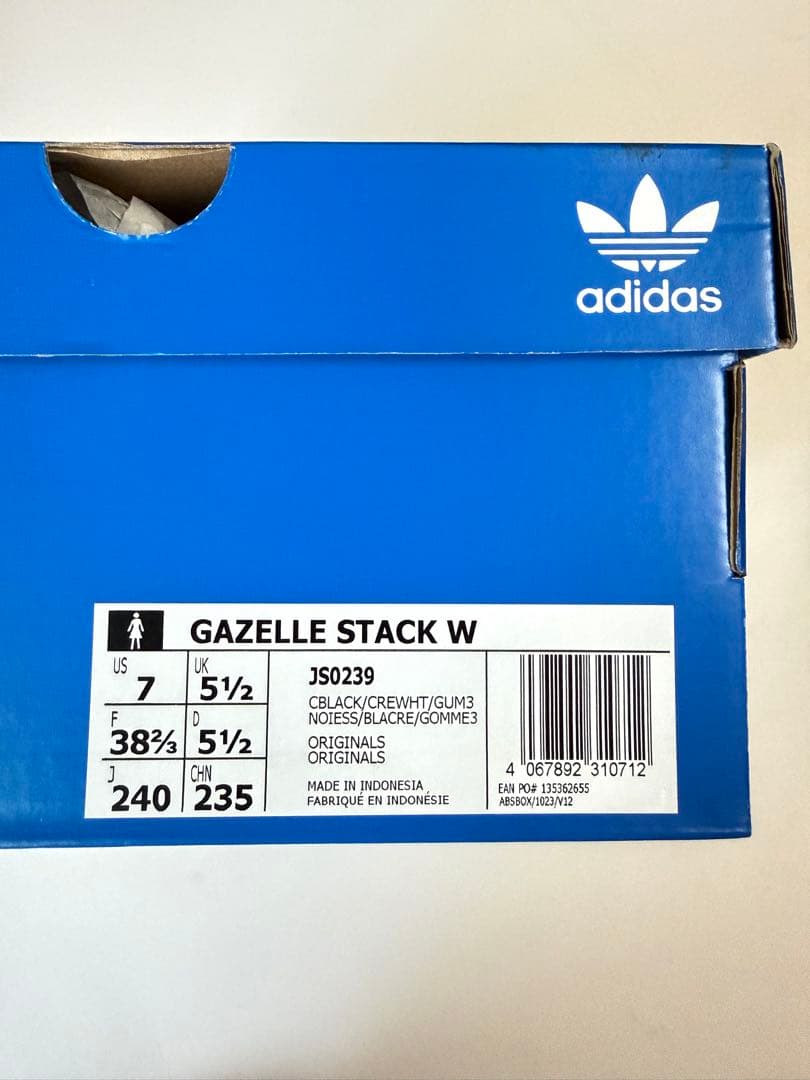 adidas
GAZELLE STACK W
US 7
UK 5½
F 38⅔
D 5½
J 240
CHN 235
JS0239
CBLACK/CREWHT/GUM3
NOIESS/BLACRE/GOMME3
ORIGINALS
ORIGINALS
MADE IN INDONESIA
FABRIQUÉ EN INDONÉSIE
4 067892 310712
EAN PO# 135362655
ABSBOX/1023/V12